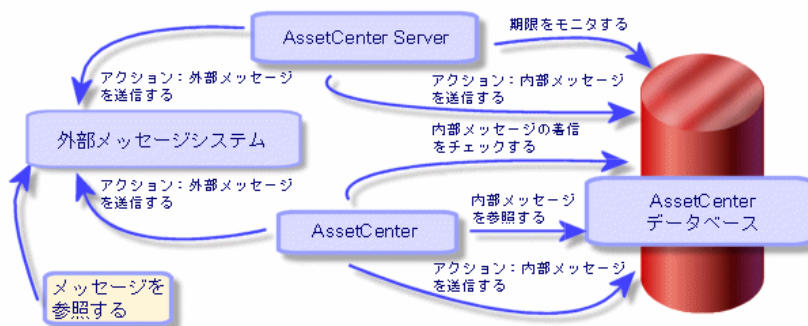 AssetCenter Server
期限をモニタする
アクション：外部メッセージ
を送信する
アクション：内部メッセージ
を送信する
外部メッセージシステム
内部メッセージの着信
をチェックする
アクション：外部メッセージ
を送信する
内部メッセージ
を参照する
AssetCenter
データベース
AssetCenter
アクション：内部メッセージ
を送信する
メッセージを
参照する